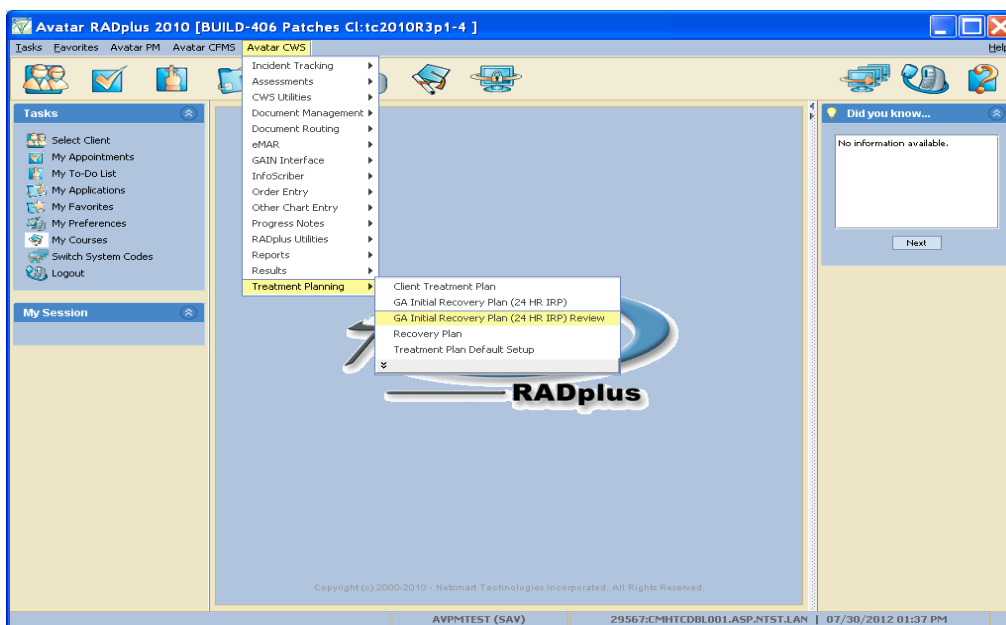 Avatar RADplus 2010 [BUILD-406 Patches Cl:tc2010R3p1-4 ]
Tasks Favorites Avatar PM Avatar CFMS Avatar CWS Help
Incident Tracking
Assessments
CWS Utilities
Document Management
Document Routing
eMAR
GAIN Interface
InfoScriber
Order Entry
Other Chart Entry
Progress Notes
RADplus Utilities
Reports
Results
Treatment Planning
Client Treatment Plan
GA Initial Recovery Plan (24 HR IRP)
GA Initial Recovery Plan (24 HR IRP) Review
Recovery Plan
Treatment Plan Default Setup
Tasks
Select Client
My Appointments
My To-Do List
My Applications
My Favorites
My Preferences
My Courses
Switch System Codes
Logout
My Session
RADplus
Copyright (c) 2000-2010 - Netsmart Technologies Incorporated. All Rights Reserved.
Did you know...
No information available.
Next
AVPMTEST (SAV) 29567:CMHTCDBL001.ASP.NTST.LAN | 07/30/2012 01:37 PM